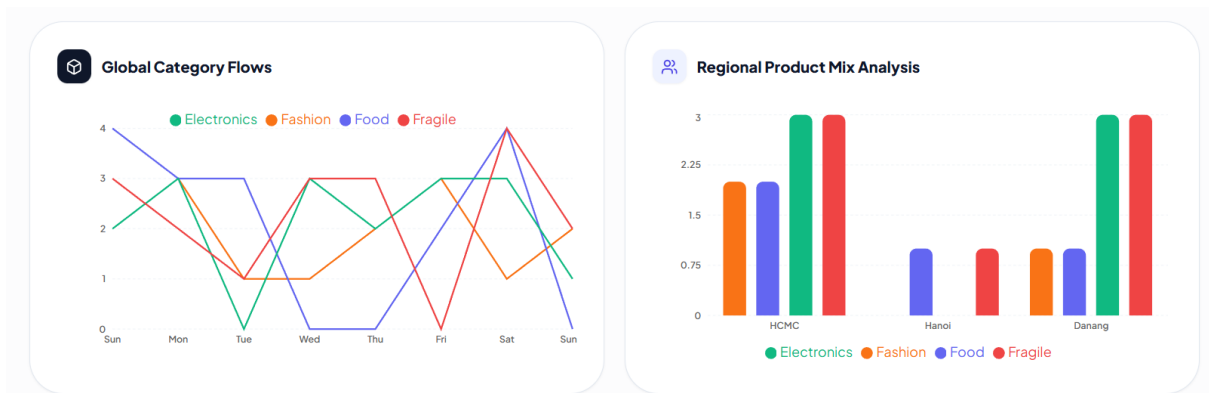 Global Category Flows
Electronics Fashion Food Fragile
4
3
2
1
0
Sun Mon Tue Wed Thu Fri Sat Sun
Regional Product Mix Analysis
3
2.25
1.5
0.75
0
HCMC Hanoi Danang
Electronics Fashion Food Fragile